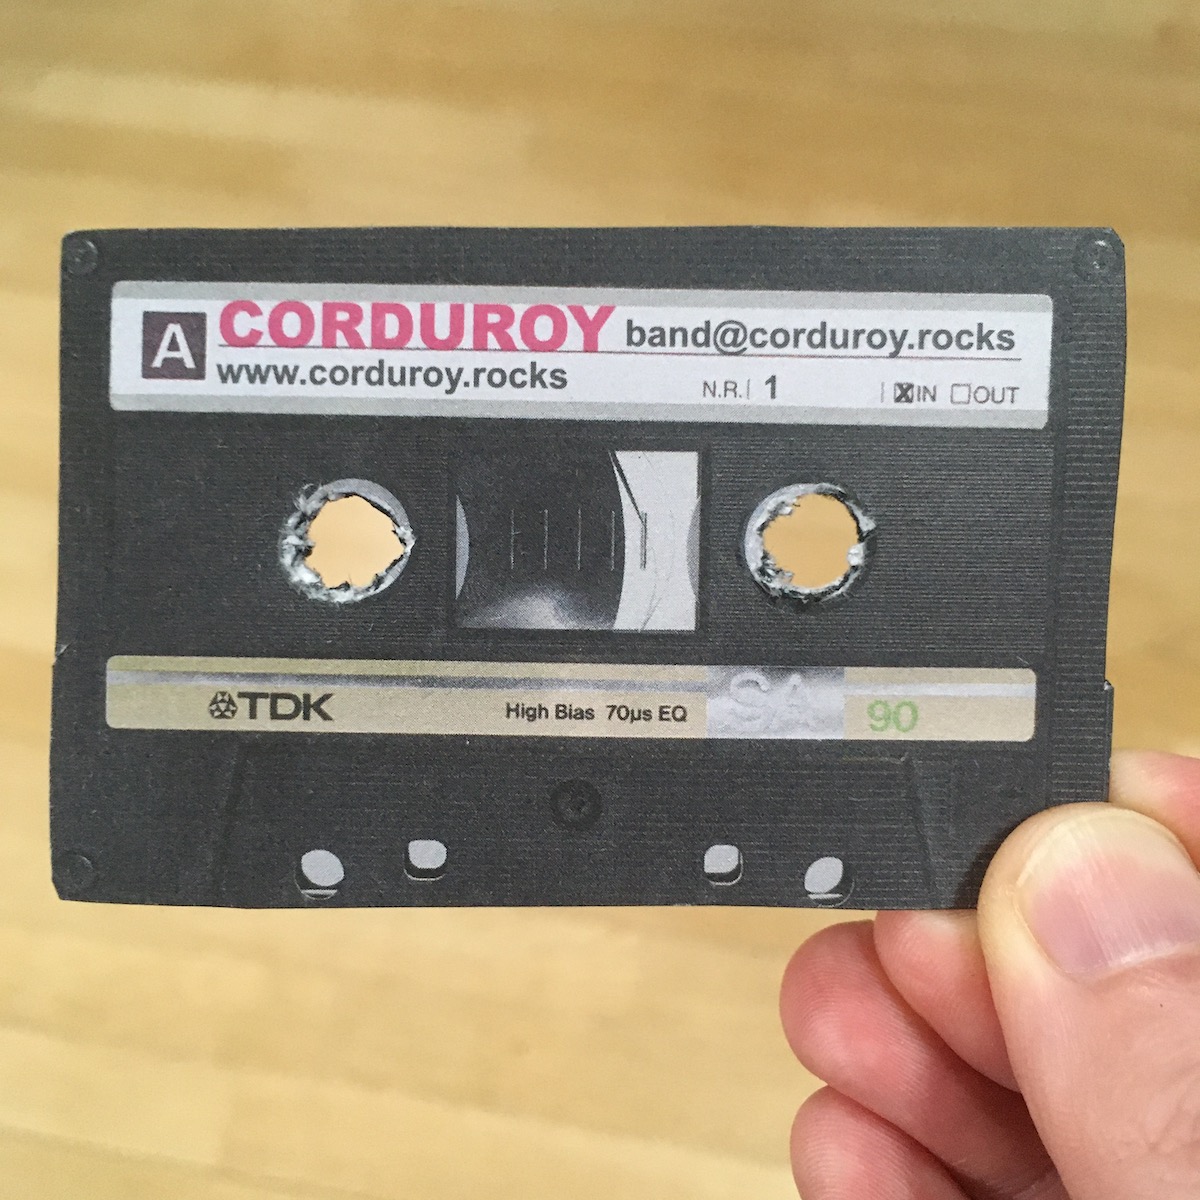 A
CORDUROY band@corduroy.rocks
www.corduroy.rocks
N.R. 1 IN OUT
TDK High Bias 70µs EQ SA 90